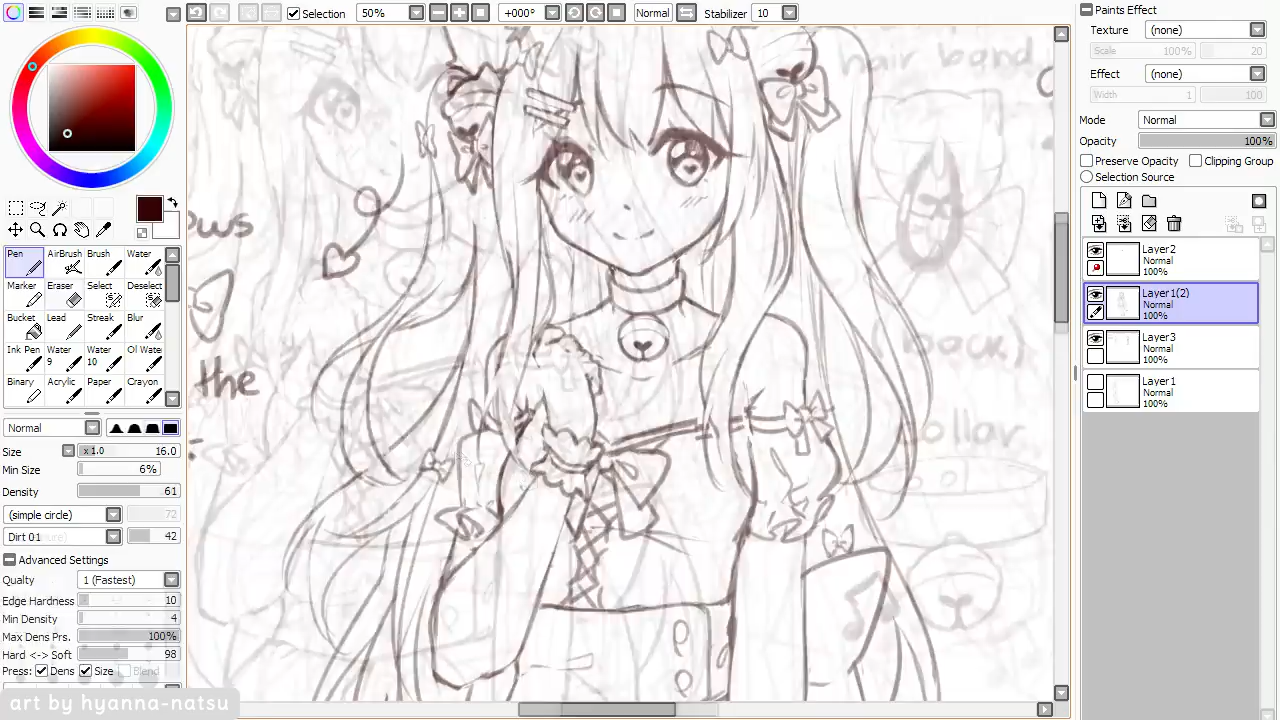 Selection
50%
+000°
Normal
Stabilizer
10
Pen
AirBrush
Brush
Water
Marker
Eraser
Select
Deselect
Bucket
Lead
Streak
Blur
Ink Pen
Water 9
Water 10
Oil Water
Binary
Acrylic
Paper
Crayon
Normal
Size
x 1.0
16.0
Min Size
6%
Density
61
(simple circle)
72
Dirt 01
42
Advanced Settings
Qualty
1 (Fastest)
Edge Hardness
10
Min Density
4
Max Dens Prs.
100%
Hard <-> Soft
98
Press:
Dens
Size
Blend
art by hyanna-natsu
the
hair band
(back)
collar
Paints Effect
Texture
(none)
Scale
100%
20
Effect
(none)
Width
1
100
Mode
Normal
Opacity
100%
Clipping Group
Selection Source
Layer2
Normal
100%
Layer1(2)
Normal
100%
Layer3
Normal
100%
Layer 1
Normal
100%